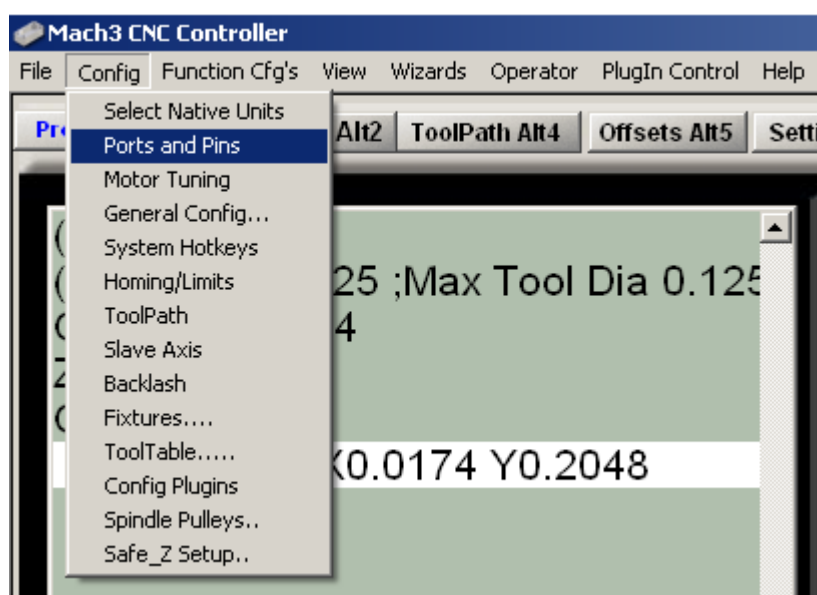 Mach3 CNC Controller
File Config Function Cfg's View Wizards Operator PlugIn Control Help
Alt2 ToolPath Alt4 Offsets Alt5
Select Native Units
Ports and Pins
Motor Tuning
General Config...
System Hotkeys
Homing/Limits
ToolPath
Slave Axis
Backlash
Fixtures....
ToolTable.....
Config Plugins
Spindle Pulleys..
Safe_Z Setup..
25 ;Max Tool Dia 0.125
4
X0.0174 Y0.2048